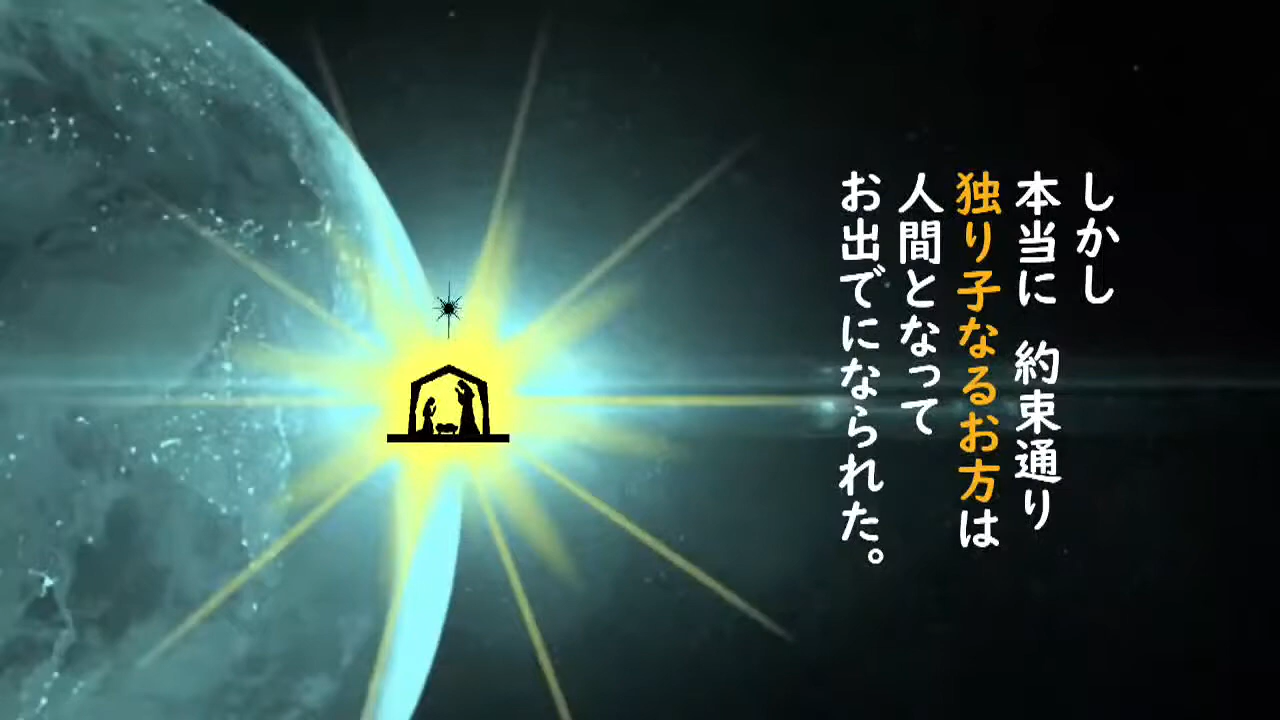 しかし
本当に 約束通り
独り子なるお方は
人間となって
お出でになられた。